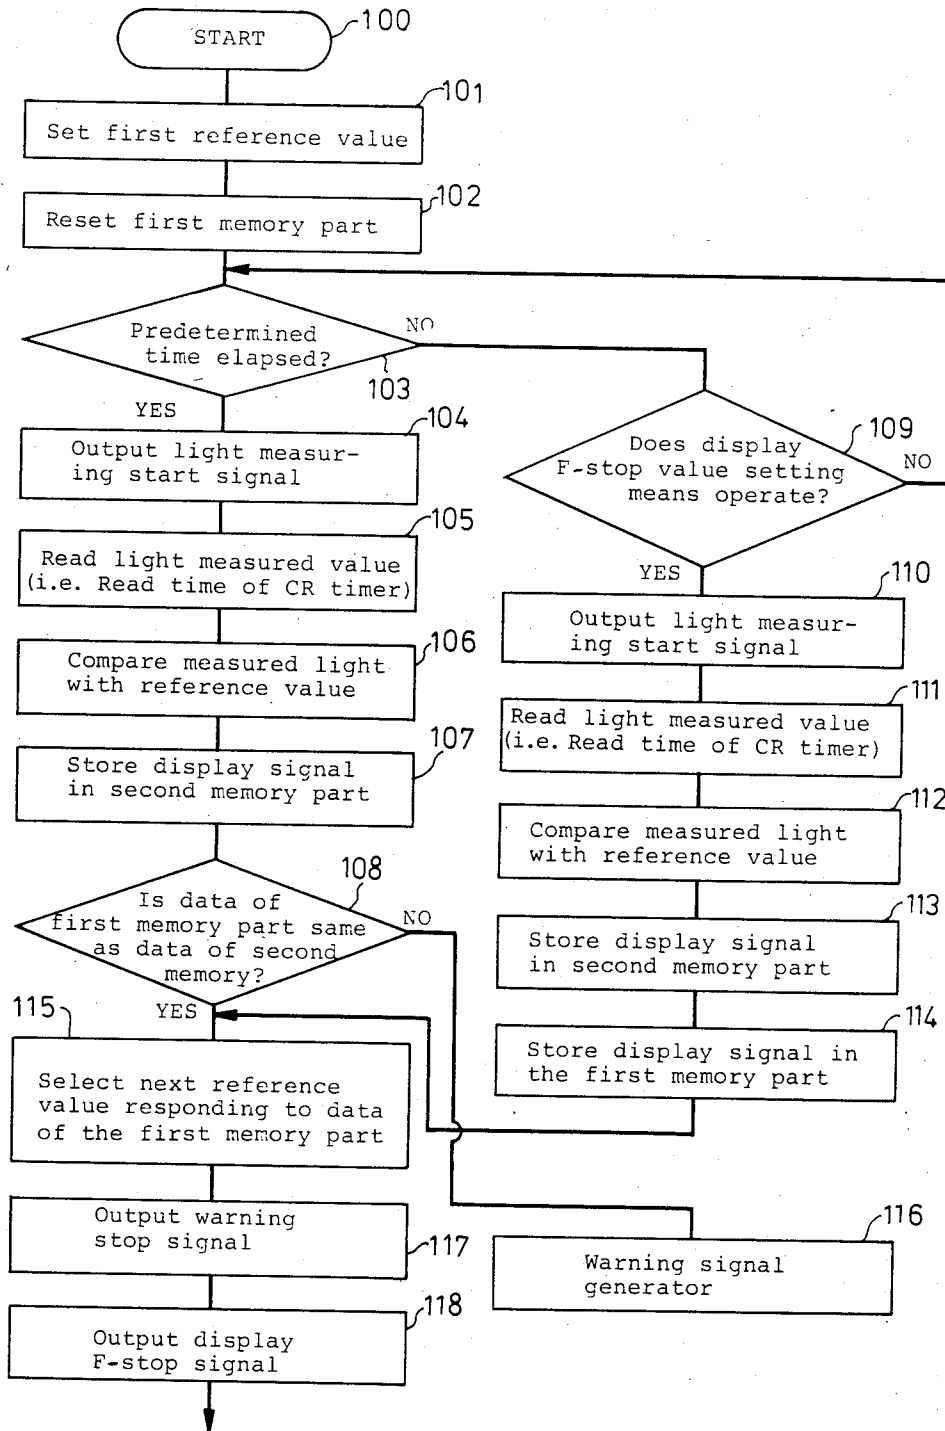 START
100
101
Set first reference value
102
Reset first memory part
Predetermined
time elapsed?
NO
103
YES
104
Output light measur-
ing start signal
105
Read light measured value
(i.e. Read time of CR timer)
106
Compare measured light
with reference value
107
Store display signal
in second memory part
108
Is data of
first memory part same
as data of second
memory?
NO
YES
109
Does display
F-stop value setting
means operate?
NO
YES
110
Output light measur-
ing start signal
111
Read light measured value
(i.e. Read time of CR timer)
112
Compare measured light
with reference value
113
Store display signal
in second memory part
114
Store display signal in
the first memory part
115
Select next reference
value responding to data
of the first memory part
116
Warning signal
generator
Output warning
stop signal
117
118
Output display
F-stop signal